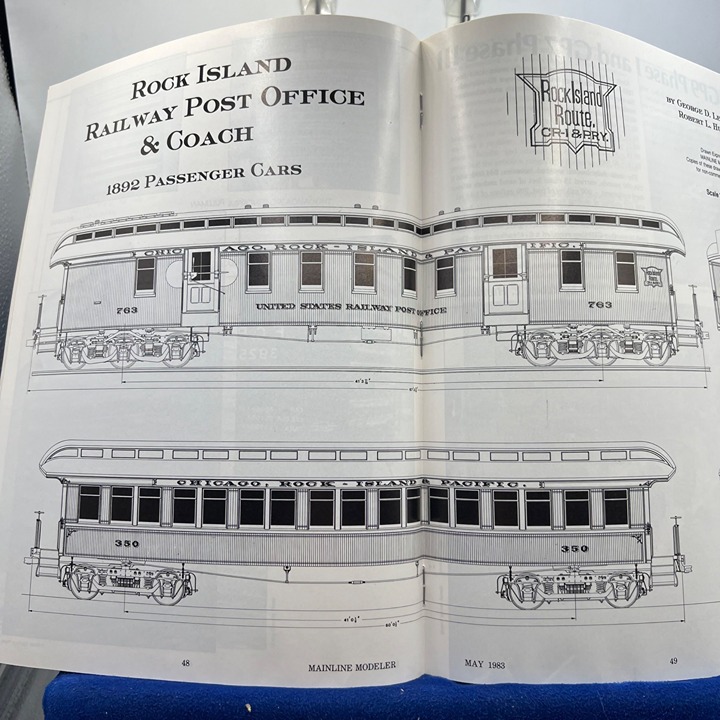 ROCK ISLAND
RAILWAY POST OFFICE
& COACH
1892 PASSENGER CARS
Rock Island
Route.
C.R.I.& P.RY.
BY GEORGE D.
ROBERT L.
Scale
CHICAGO, ROCK - ISLAND & PACIFIC.
763
UNITED STATES RAILWAY POST OFFICE
763
CHICAGO, ROCK - ISLAND & PACIFIC.
350
350
48
MAINLINE MODELER
MAY 1983
49